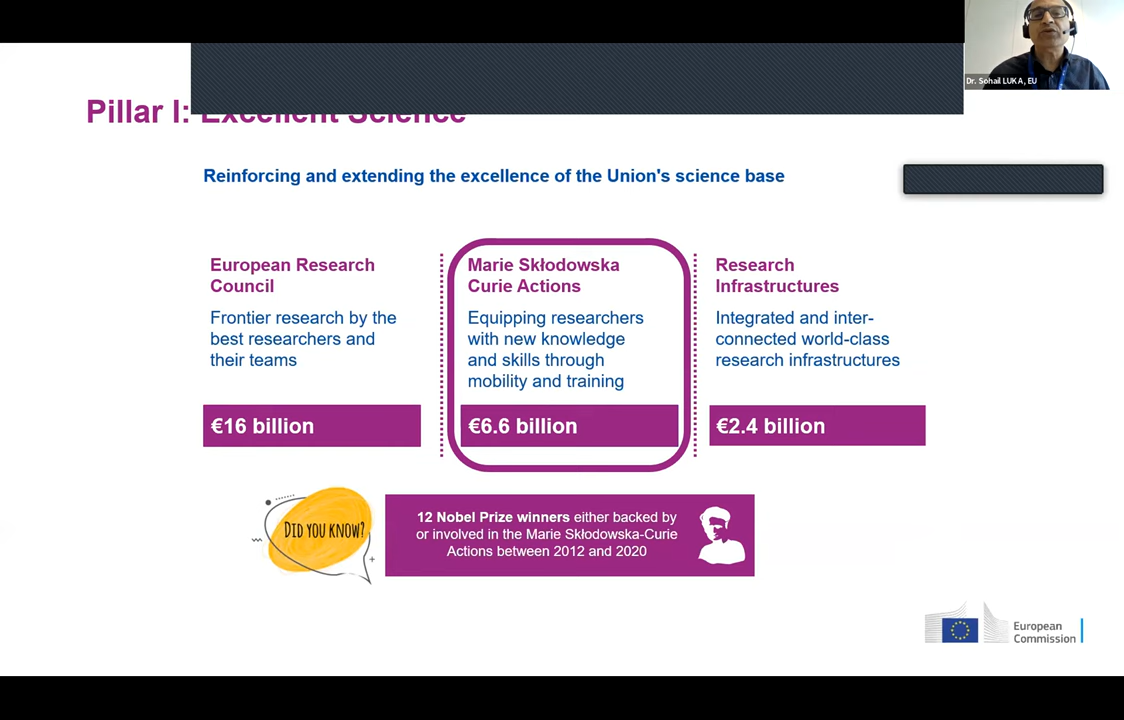 Dr. Sohail LUKA, EU
Pillar I: Excellent Science
Reinforcing and extending the excellence of the Union's science base
European Research
Council
Frontier research by the
best researchers and
their teams
€16 billion
Marie Skłodowska
Curie Actions
Equipping researchers
with new knowledge
and skills through
mobility and training
€6.6 billion
Research
Infrastructures
Integrated and inter-
connected world-class
research infrastructures
€2.4 billion
DID YOU KNOW?
12 Nobel Prize winners either backed by
or involved in the Marie Skłodowska-Curie
Actions between 2012 and 2020
European
Commission